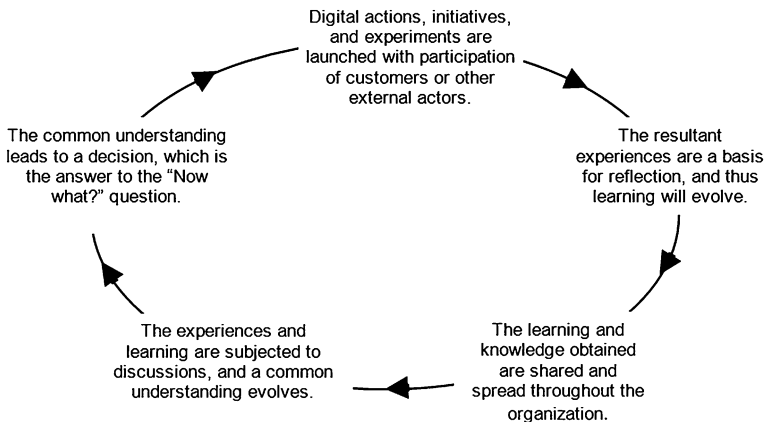 Digital actions, initiatives,
and experiments are
launched with participation
of customers or other
external actors.
The resultant
experiences are a basis
for reflection, and thus
learning will evolve.
The learning and
knowledge obtained
are shared and
spread throughout the
organization.
The experiences and
learning are subjected to
discussions, and a common
understanding evolves.
The common understanding
leads to a decision, which is
the answer to the “Now
what?” question.